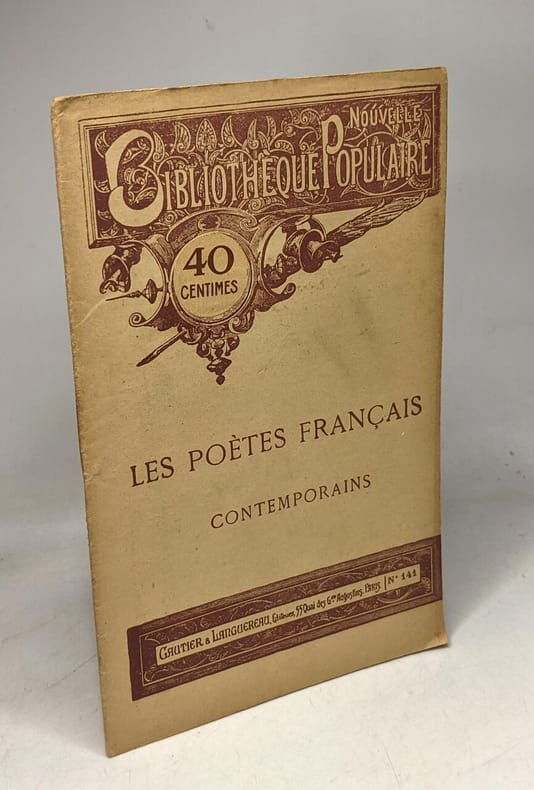 NOUVELLE
BIBLIOTHÈQUE POPULAIRE
40
CENTIMES
LES POÈTES FRANÇAIS
CONTEMPORAINS
GAUTIER & LANGUEREAU, Éditeurs, 55 Quai des Gds Augustins. PARIS | N° 141